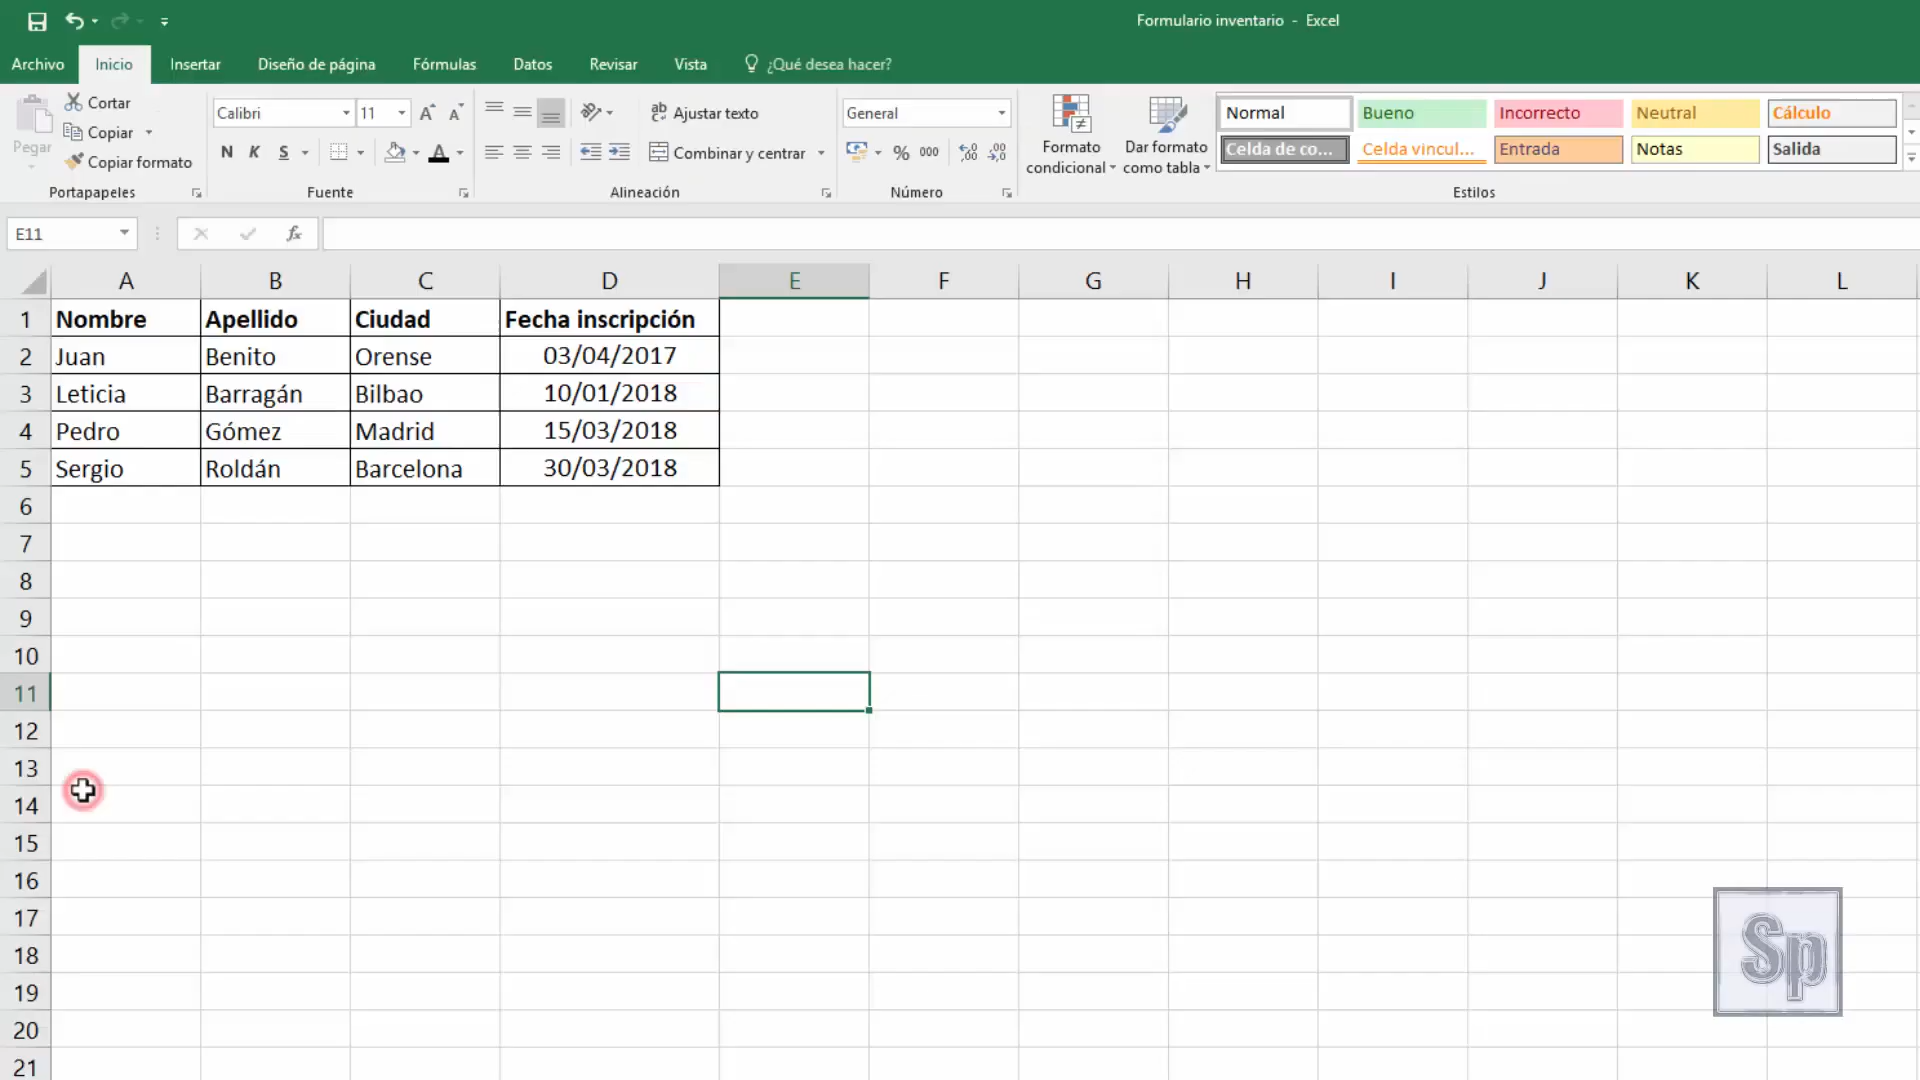 Formulario inventario - Excel
Archivo Inicio Insertar Diseño de página Fórmulas Datos Revisar Vista ¿Qué desea hacer?
Pegar
Cortar
Copiar
Copiar formato
Portapapeles
Calibri 11
N K S
Fuente
Ajustar texto
Combinar y centrar
Alineación
General
% 000
Número
Formato condicional
Dar formato como tabla
Normal Bueno Incorrecto Neutral Cálculo
Celda de co... Celda vincul... Entrada Notas Salida
Estilos
E11 fx
A B C D E F G H I J K L
1 Nombre Apellido Ciudad Fecha inscripción
2 Juan Benito Orense 03/04/2017
3 Leticia Barragán Bilbao 10/01/2018
4 Pedro Gómez Madrid 15/03/2018
5 Sergio Roldán Barcelona 30/03/2018
6
7
8
9
10
11
12
13
14
15
16
17
18
19
20
21
Sp